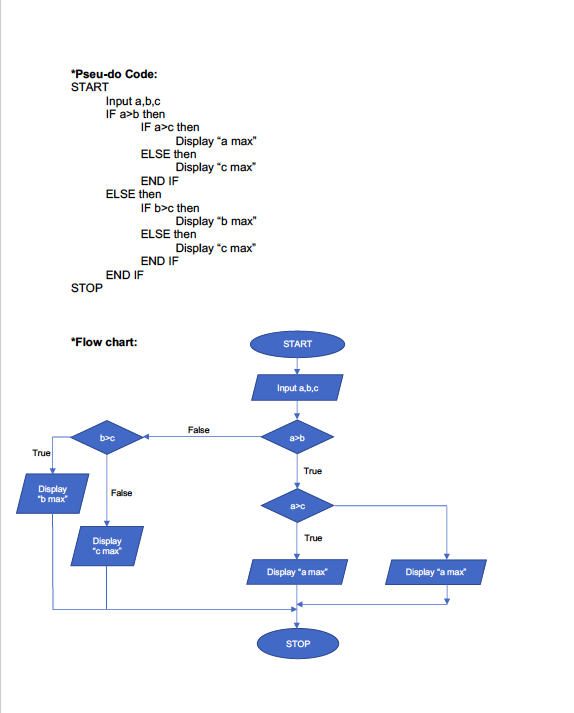 *Pseu-do Code:
START
Input a,b,c
IF a>b then
IF a>c then
Display “a max”
ELSE then
Display “c max”
END IF
ELSE then
IF b>c then
Display “b max”
ELSE then
Display “c max”
END IF
END IF
STOP
*Flow chart:
START
Input a,b,c
False
b>c
a>b
True
True
Display
“b max”
False
a>c
True
Display
“c max”
Display “a max”
Display “a max”
STOP